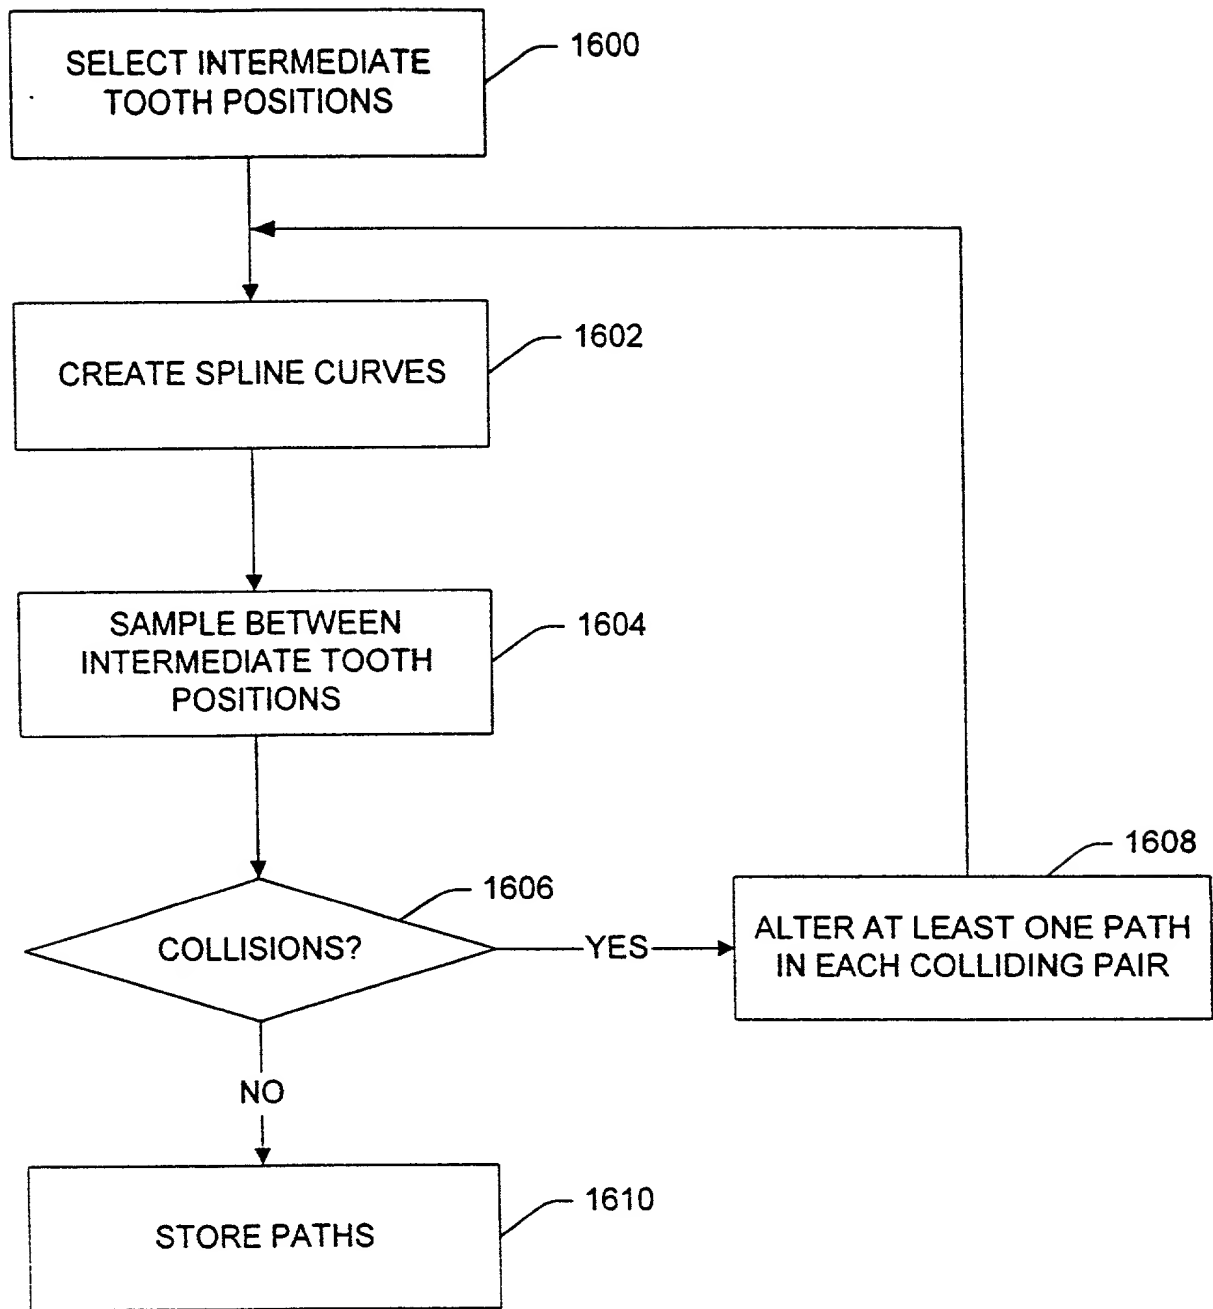 SELECT INTERMEDIATE
TOOTH POSITIONS
1600
CREATE SPLINE CURVES
1602
SAMPLE BETWEEN
INTERMEDIATE TOOTH
POSITIONS
1604
COLLISIONS?
1606
YES
ALTER AT LEAST ONE PATH
IN EACH COLLIDING PAIR
1608
NO
STORE PATHS
1610